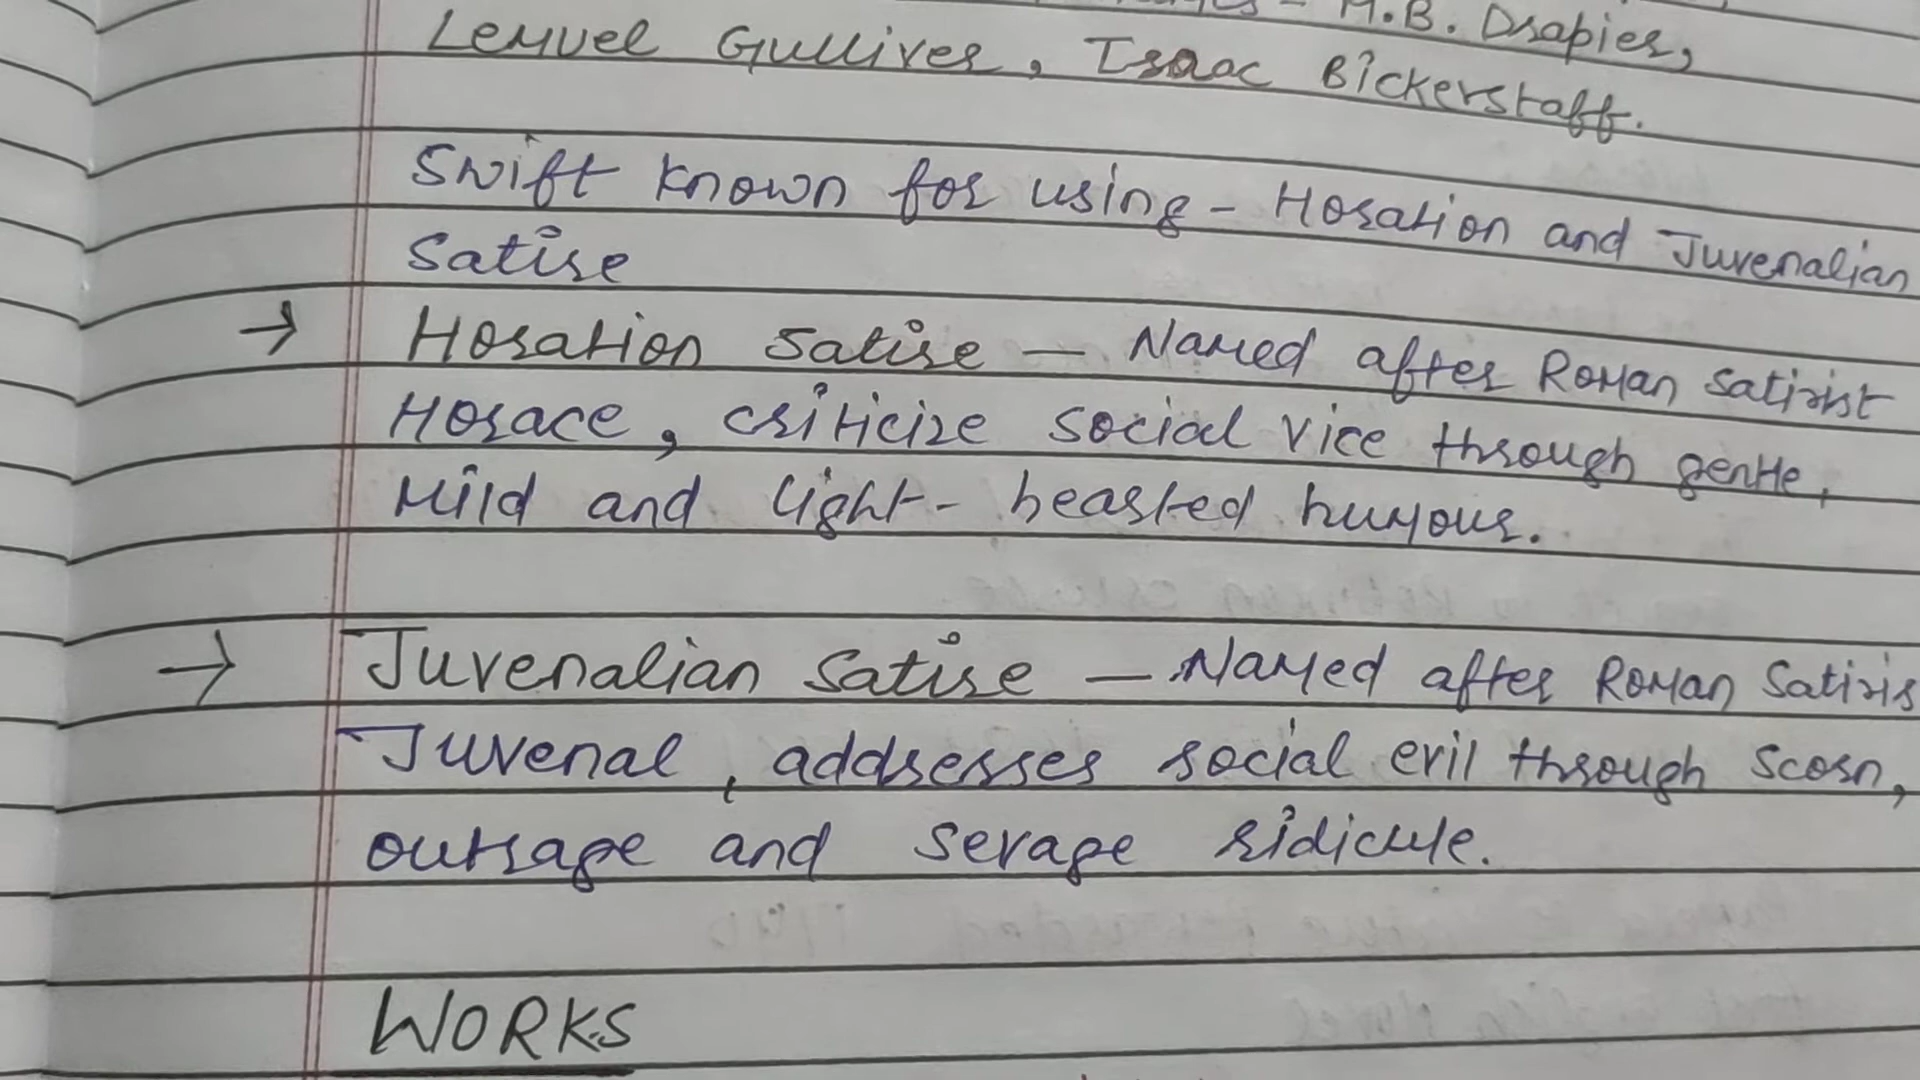 M.B. Drapier,
Lemuel Gulliver, Isaac Bickerstaff.
Swift known for using - Horation and Juvenalian
Satire
→ Horation Satire — Named after Roman satirist
Horace, criticize social vice through gentle,
Mild and light-hearted humour.
→ Juvenalian Satire — Named after Roman Satiris
Juvenal, addresses social evil through scorn,
outrage and sevage ridicule.
WORKS